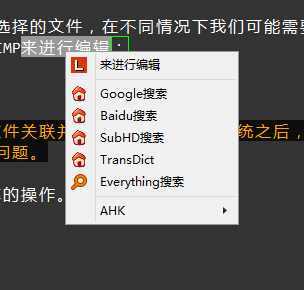 选择的文件，在不同情况下我们可能需要
IMP来进行编辑；
来进行编辑
Google搜索
Baidu搜索
SubHD搜索
件关联并
统之后，
TransDict
问题。
Everything搜索
的操作。
AHK